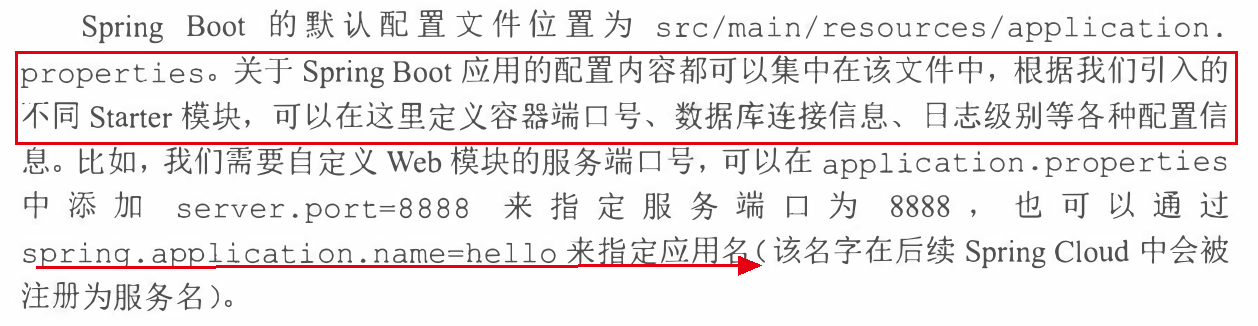 Spring Boot 的默认配置文件位置为 src/main/resources/application.
properties。关于 Spring Boot 应用的配置内容都可以集中在该文件中，根据我们引入的
不同 Starter 模块，可以在这里定义容器端口号、数据库连接信息、日志级别等各种配置信
息。比如，我们需要自定义 Web 模块的服务端口号，可以在 application.properties
中添加 server.port=8888 来指定服务端口为 8888，也可以通过
spring.application.name=hello 来指定应用名（该名字在后续 Spring Cloud 中会被
注册为服务名）。